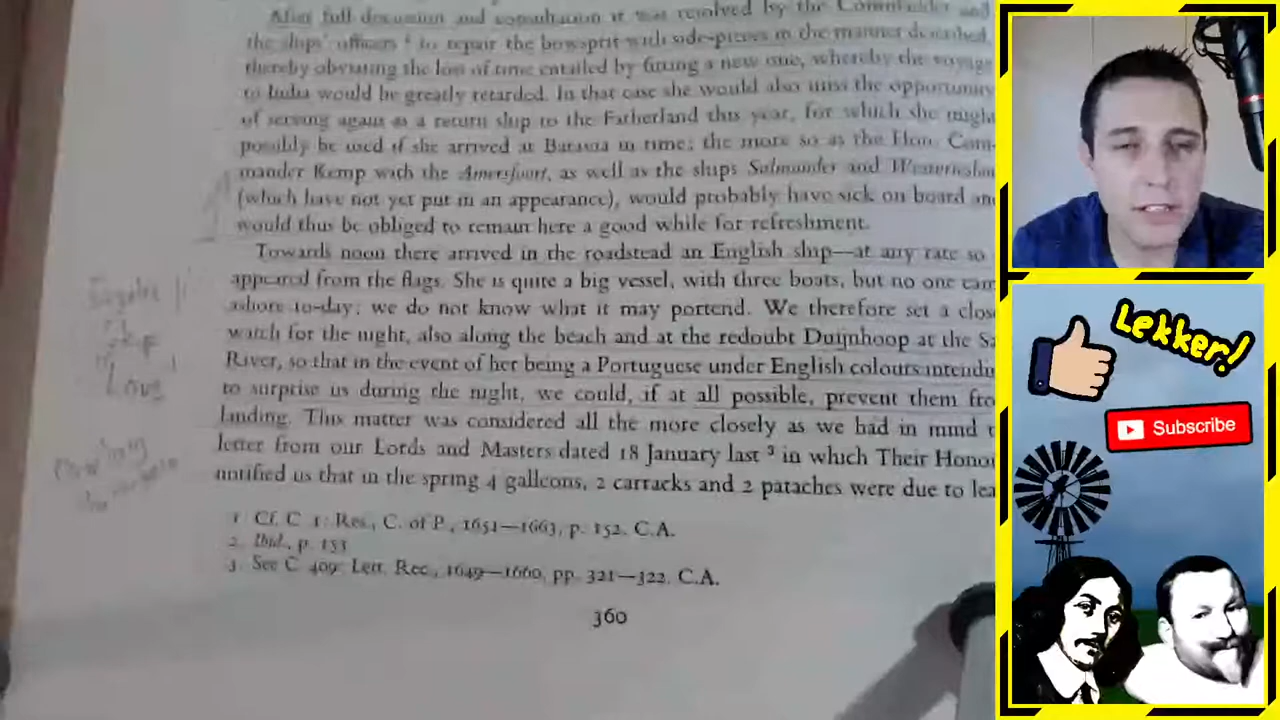 After full discussion and consultation it was resolved by the Commander and
the ships' officers to repair the bowsprit with side-pieces in the manner described,
thereby obviating the loss of time entailed by fitting a new one, whereby the voyage
to India would be greatly retarded. In that case she would also miss the opportunity
of serving again as a return ship to the Fatherland this year, for which she might
possibly be used if she arrived at Batavia in time; the more so as the Hon. Com-
mander Kemp with the Amersfoort, as well as the ships Salmander and
(which have not yet put in an appearance), would probably have sick on board and
would thus be obliged to remain here a good while for refreshment.
Towards noon there arrived in the roadstead an English ship—at any rate so
appeared from the flags. She is quite a big vessel, with three boats, but no one cam
ashore to-day; we do not know what it may portend. We therefore set a close
watch for the night, also along the beach and at the redoubt Duijnhoop at the Sa
River, so that in the event of her being a Portuguese under English colours intendin
to surprise us during the night, we could, if at all possible, prevent them fro
landing. This matter was considered all the more closely as we had in mind t
letter from our Lords and Masters dated 18 January last 3 in which Their Honou
notified us that in the spring 4 galleons, 2 carracks and 2 pataches were due to lea
1. Cf. C. 1: Res., C. of P., 1651—1663, p. 152. C.A.
2. Ibid., p. 153
3. See C. 409: Lett. Rec., 1649—1660, pp. 321—322. C.A.
360
Ship
Love
Lekker!
Subscribe